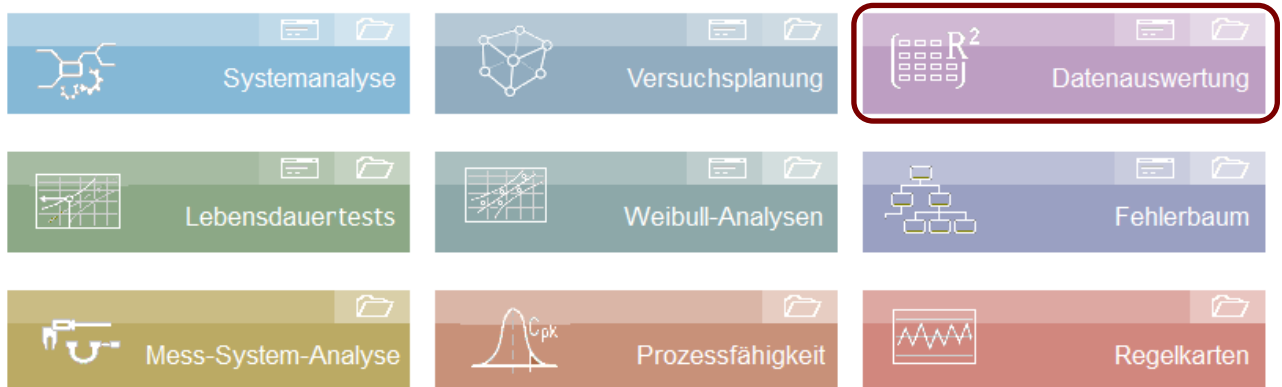 Systemanalyse
Versuchsplanung
R²
Datenauswertung
Lebensdauertests
Weibull-Analysen
Fehlerbaum
Mess-System-Analyse
Cpk
Prozessfähigkeit
Regelkarten